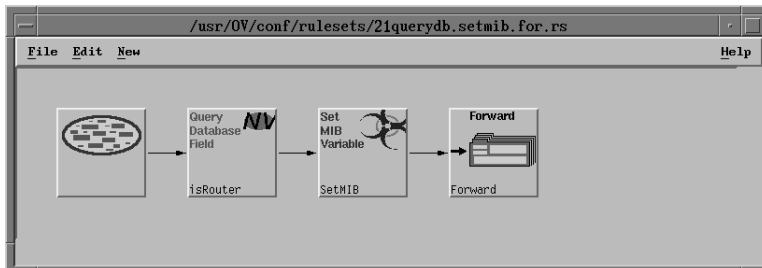 /usr/OV/conf/rulesets/21querydb.setmib.for.rs
File Edit New Help
Query
Database
Field
NV
isRouter
Set
MIB
Variable
SetMIB
Forward
Forward